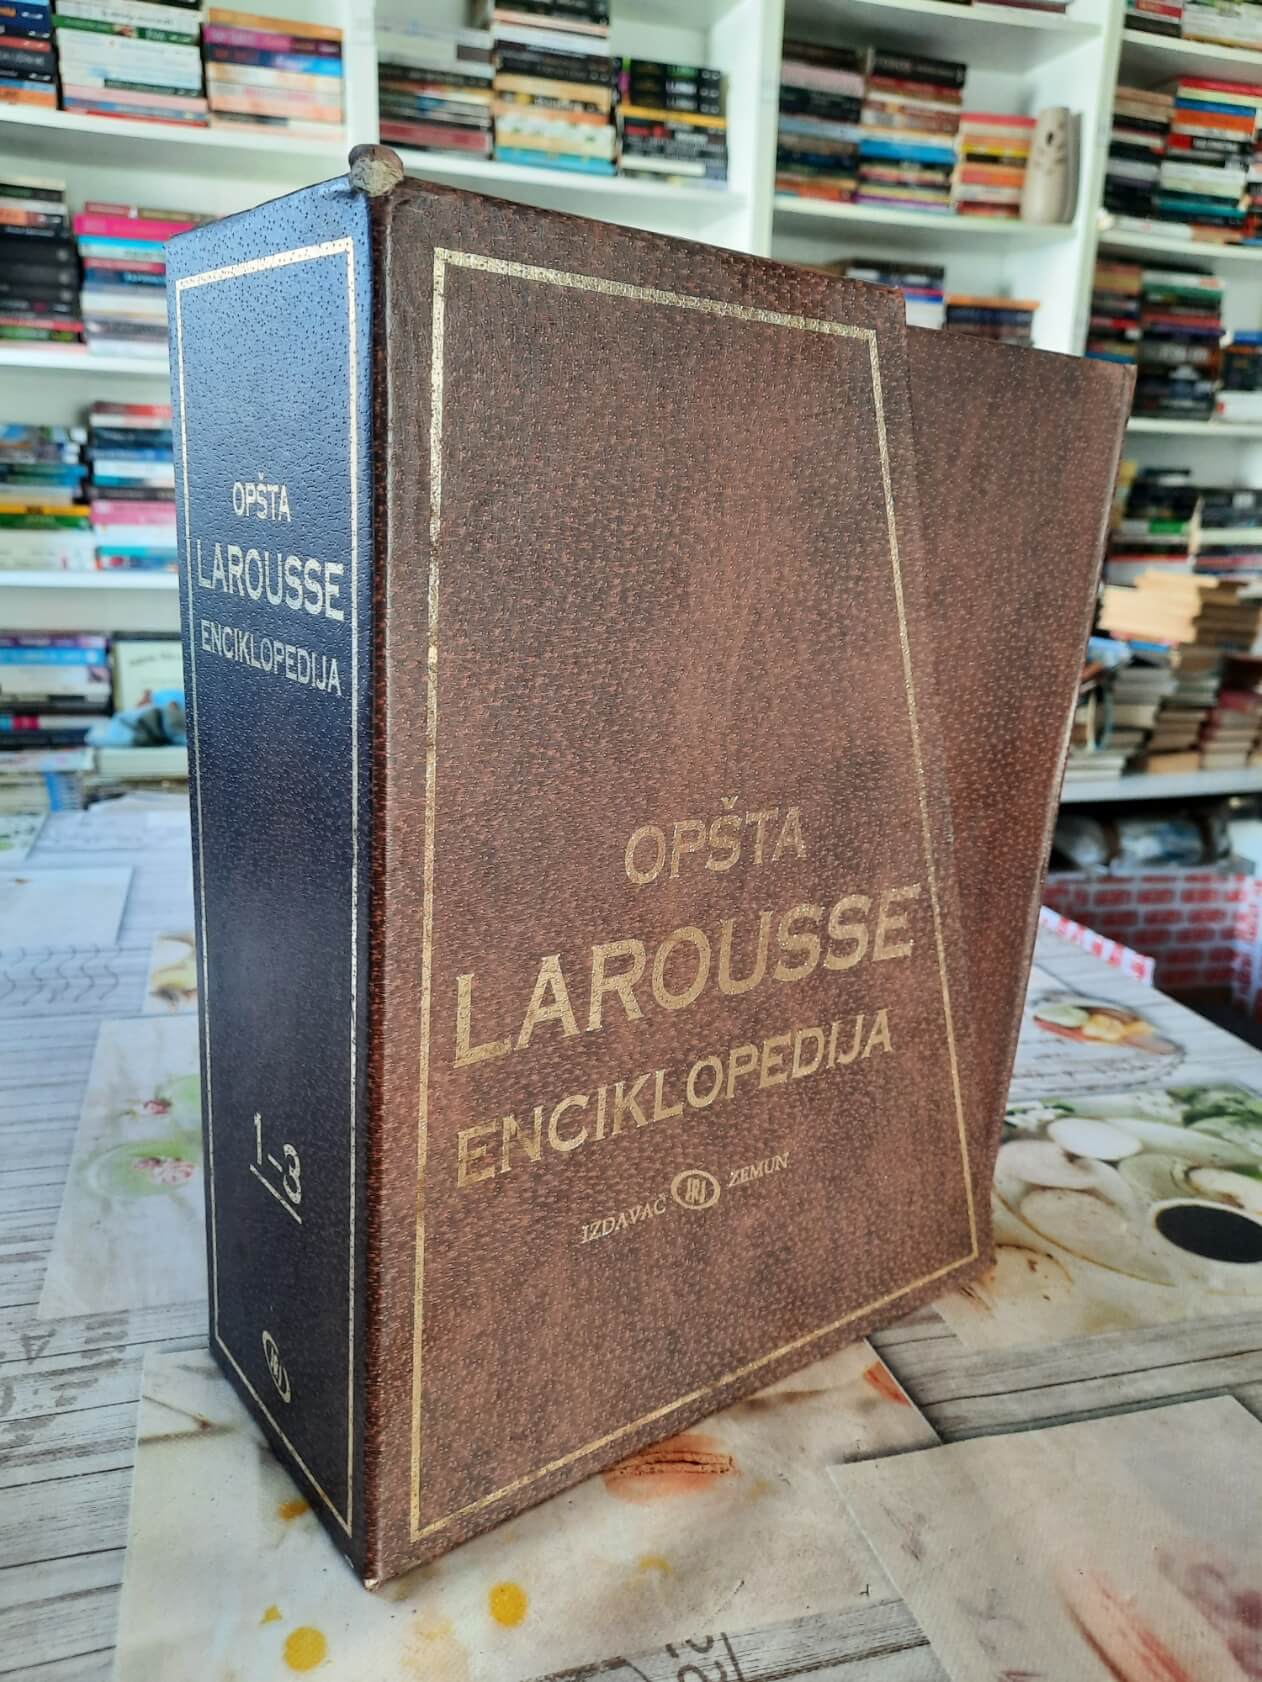 OPŠTA
LAROUSSE
ENCIKLOPEDIJA
1-3
OPŠTA
LAROUSSE
ENCIKLOPEDIJA
IZDAVAČ ZEMUN